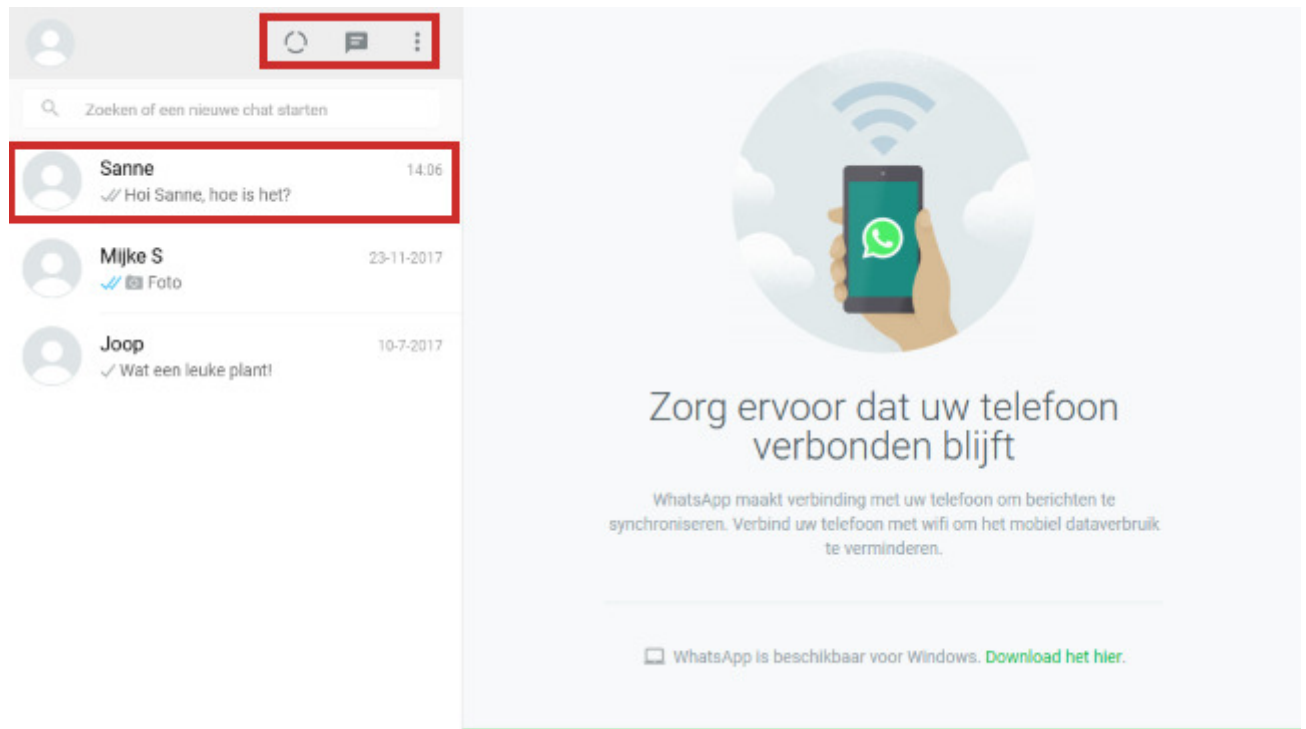 Zoeken of een nieuwe chat starten
Sanne 14:06
Hoi Sanne, hoe is het?
Mijke S 23-11-2017
Foto
Joop 10-7-2017
Wat een leuke plant!
Zorg ervoor dat uw telefoon
verbonden blijft
WhatsApp maakt verbinding met uw telefoon om berichten te
synchroniseren. Verbind uw telefoon met wifi om het mobiel dataverbruik
te verminderen.
WhatsApp is beschikbaar voor Windows. Download het hier.